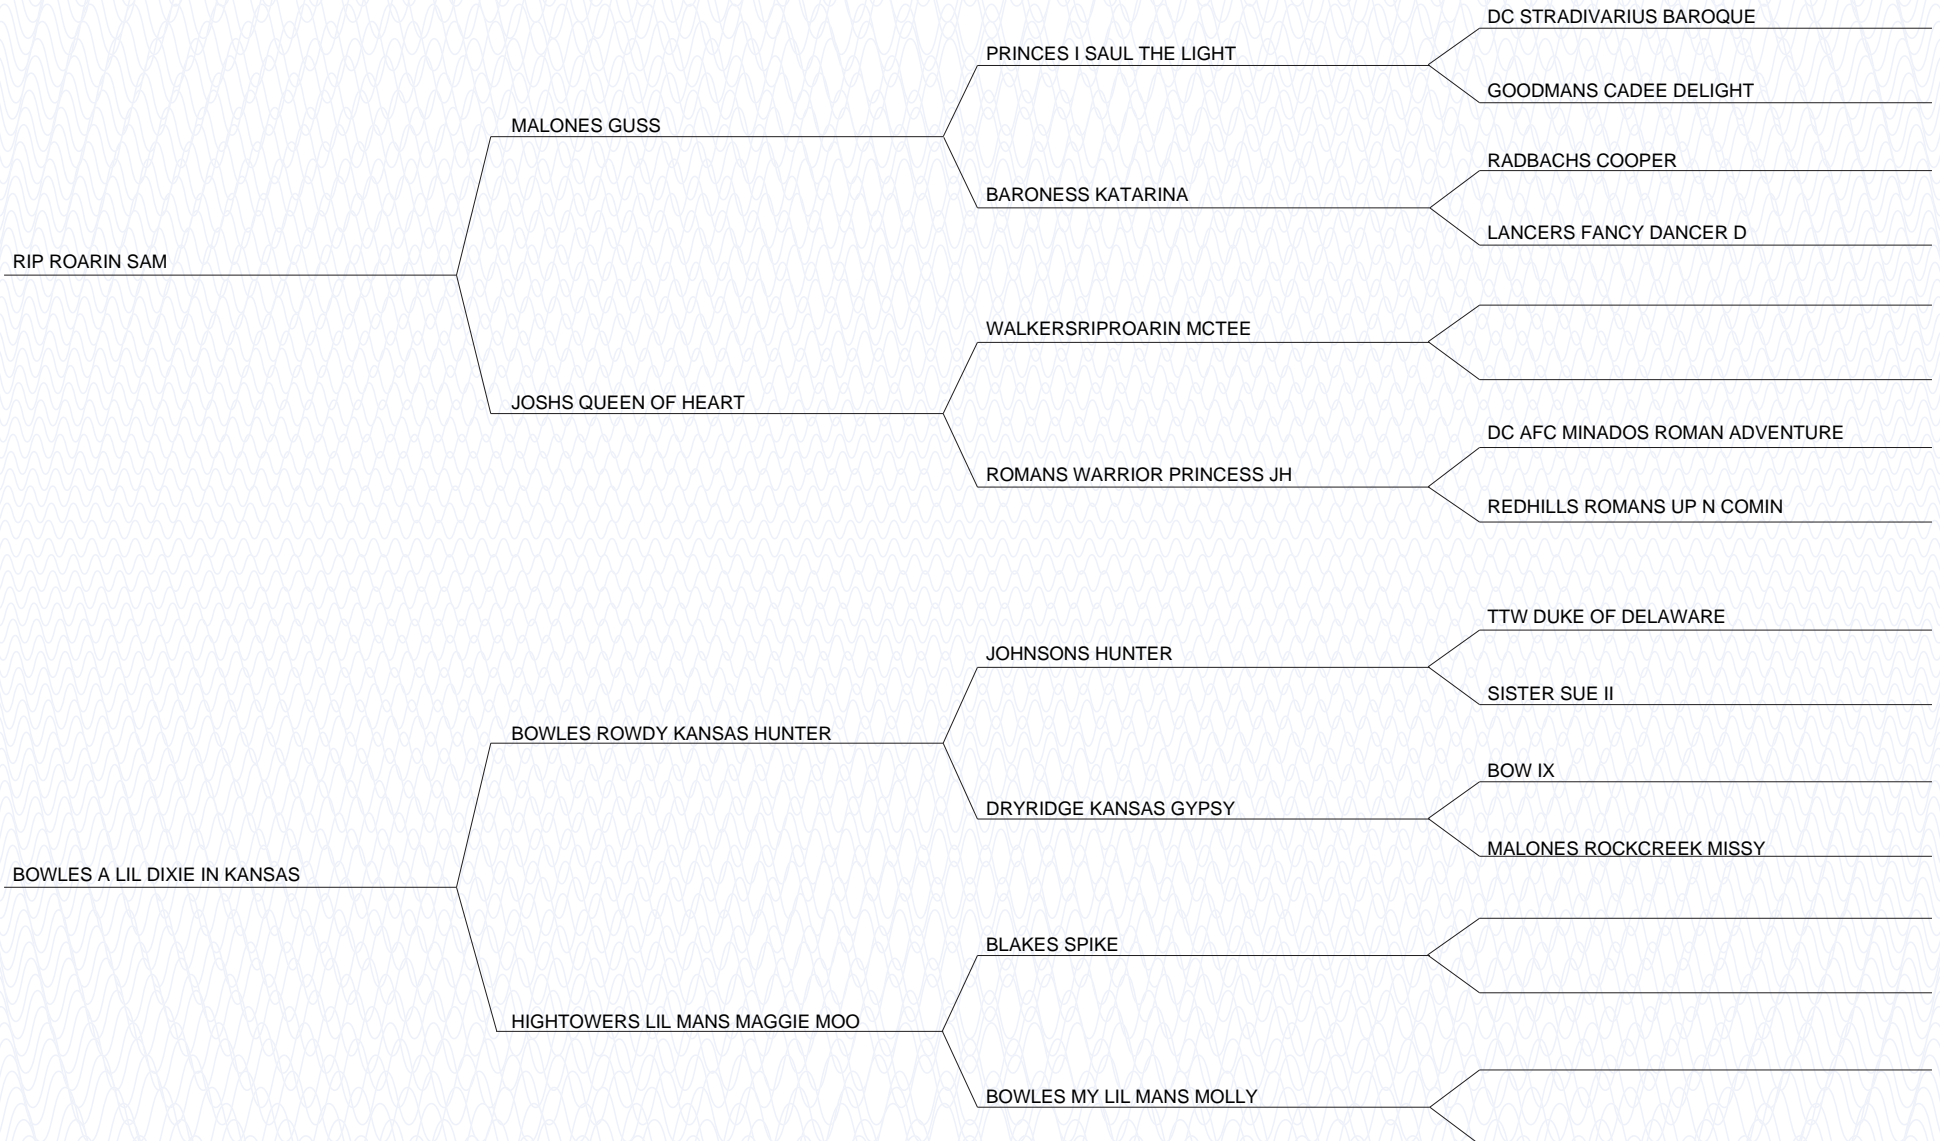 DC STRADIVARIUS BAROQUE
PRINCES I SAUL THE LIGHT
GOODMANS CADEE DELIGHT
MALONES GUSS
RADBACHS COOPER
BARONESS KATARINA
LANCERS FANCY DANCER D
RIP ROARIN SAM
WALKERSRIPROARIN MCTEE
JOSHS QUEEN OF HEART
DC AFC MINADOS ROMAN ADVENTURE
ROMANS WARRIOR PRINCESS JH
REDHILLS ROMANS UP N COMIN
TTW DUKE OF DELAWARE
JOHNSONS HUNTER
SISTER SUE II
BOWLES ROWDY KANSAS HUNTER
BOW IX
DRYRIDGE KANSAS GYPSY
MALONES ROCKCREEK MISSY
BOWLES A LIL DIXIE IN KANSAS
BLAKES SPIKE
HIGHTOWERS LIL MANS MAGGIE MOO
BOWLES MY LIL MANS MOLLY